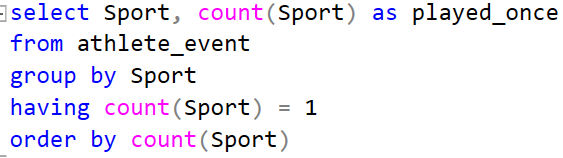 select Sport, count(Sport) as played_once
from athlete_event
group by Sport
having count(Sport) = 1
order by count(Sport)